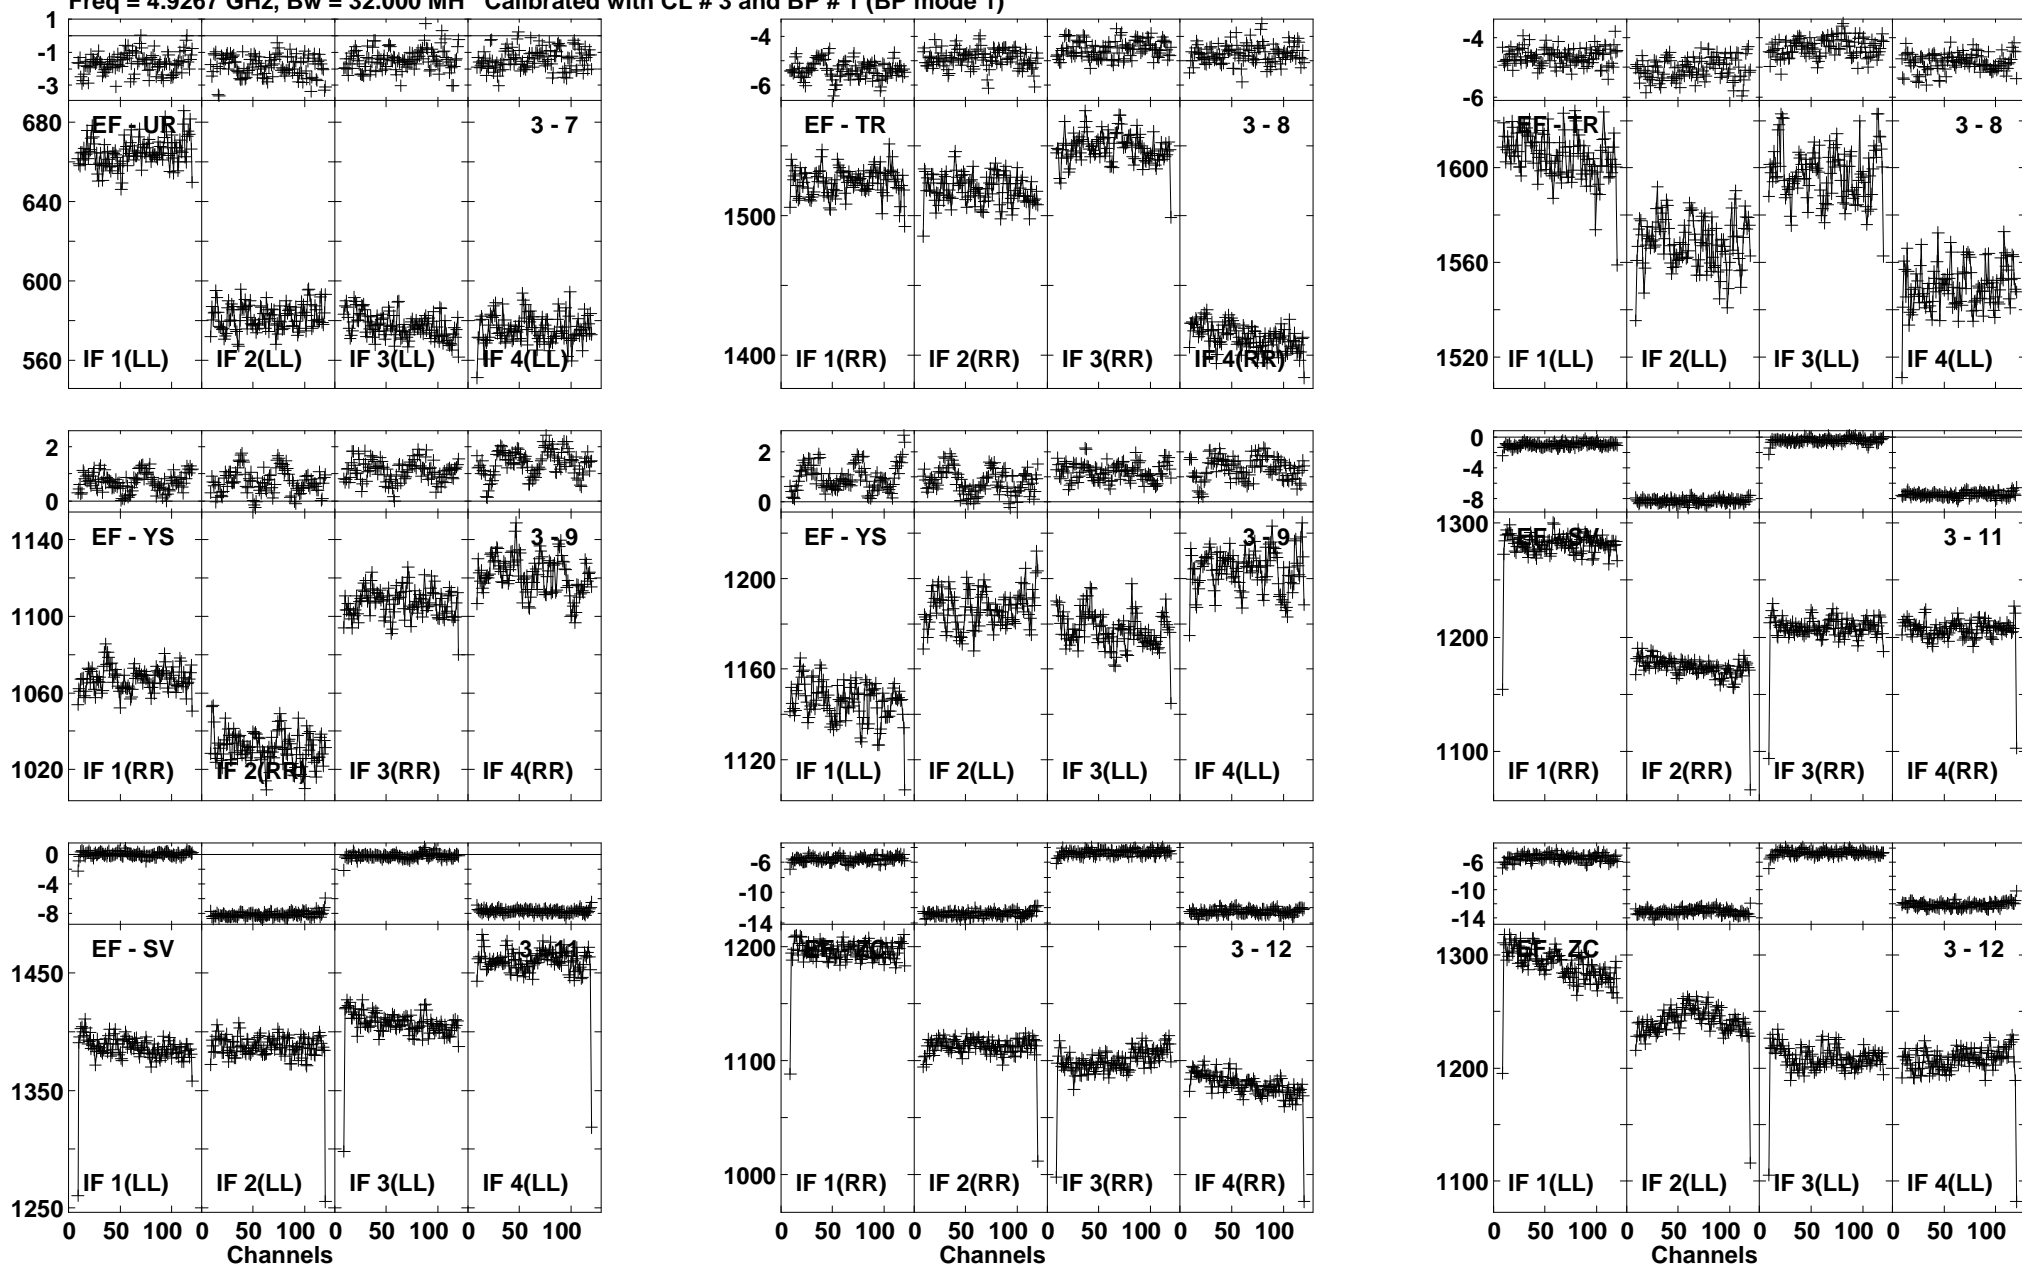 Freq = 4.9267 GHz, Bw = 32.000 MH Calibrated with CL # 3 and BP # 1 (BP mode 1)
1
-1
-3
-4
-6
-4
-6
EF - UR 3 - 7
EF - TR 3 - 8
EF - TR 3 - 8
680
640
600
560
1500
1400
1600
1560
1520
IF 1(LL) IF 2(LL) IF 3(LL) IF 4(LL)
IF 1(RR) IF 2(RR) IF 3(RR) IF 4(RR)
IF 1(LL) IF 2(LL) IF 3(LL) IF 4(LL)
2
0
2
0
0
-4
-8
EF - YS 3 - 9
EF - YS 3 - 9
EF - SV 3 - 11
1140
1100
1060
1020
1200
1160
1120
1300
1200
1100
IF 1(RR) IF 2(RR) IF 3(RR) IF 4(RR)
IF 1(LL) IF 2(LL) IF 3(LL) IF 4(LL)
IF 1(RR) IF 2(RR) IF 3(RR) IF 4(RR)
0
-4
-8
-6
-10
-14
-6
-10
-14
EF - SV 3 - 11
EF - ZC 3 - 12
EF - ZC 3 - 12
1450
1350
1250
1200
1100
1000
1300
1200
1100
IF 1(LL) IF 2(LL) IF 3(LL) IF 4(LL)
IF 1(RR) IF 2(RR) IF 3(RR) IF 4(RR)
IF 1(LL) IF 2(LL) IF 3(LL) IF 4(LL)
0 50 100 0 50 100 0 50 100 0 50 100
0 50 100 0 50 100 0 50 100 0 50 100
0 50 100 0 50 100 0 50 100 0 50 100
Channels
Channels
Channels